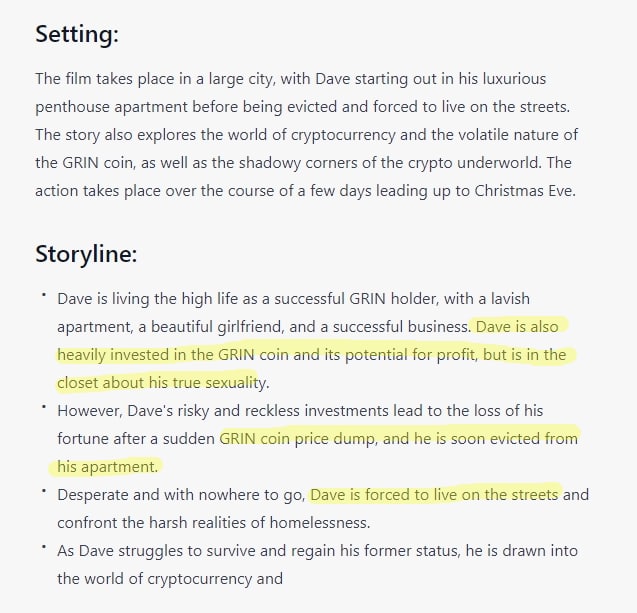 Setting:
The film takes place in a large city, with Dave starting out in his luxurious
penthouse apartment before being evicted and forced to live on the streets.
The story also explores the world of cryptocurrency and the volatile nature of
the GRIN coin, as well as the shadowy corners of the crypto underworld. The
action takes place over the course of a few days leading up to Christmas Eve.
Storyline:
• Dave is living the high life as a successful GRIN holder, with a lavish
apartment, a beautiful girlfriend, and a successful business. Dave is also
heavily invested in the GRIN coin and its potential for profit, but is in the
closet about his true sexuality.
• However, Dave's risky and reckless investments lead to the loss of his
fortune after a sudden GRIN coin price dump, and he is soon evicted from
his apartment.
• Desperate and with nowhere to go, Dave is forced to live on the streets and
confront the harsh realities of homelessness.
• As Dave struggles to survive and regain his former status, he is drawn into
the world of cryptocurrency and